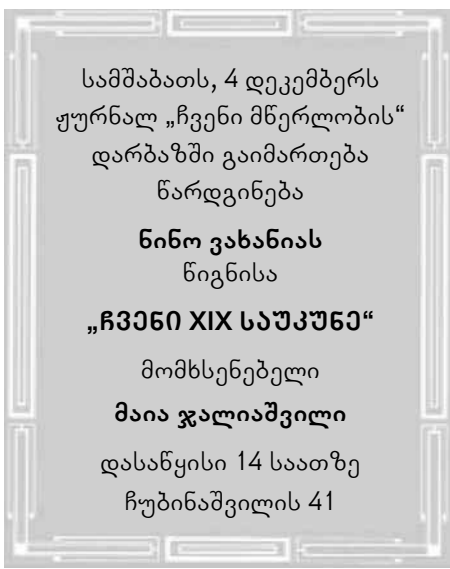 სამშაბათს, 4 დეკემბერს
ჟურნალ „ჩვენი მწერლობის“
დარბაზში გაიმართება
წარდგინება
ნინო ვახანიას
წიგნისა
„ჩვენი XIX საუკუნე“
მომხსენებელი
მაია ჯალიაშვილი
დასაწყისი 14 საათზე
ჩუბინაშვილის 41